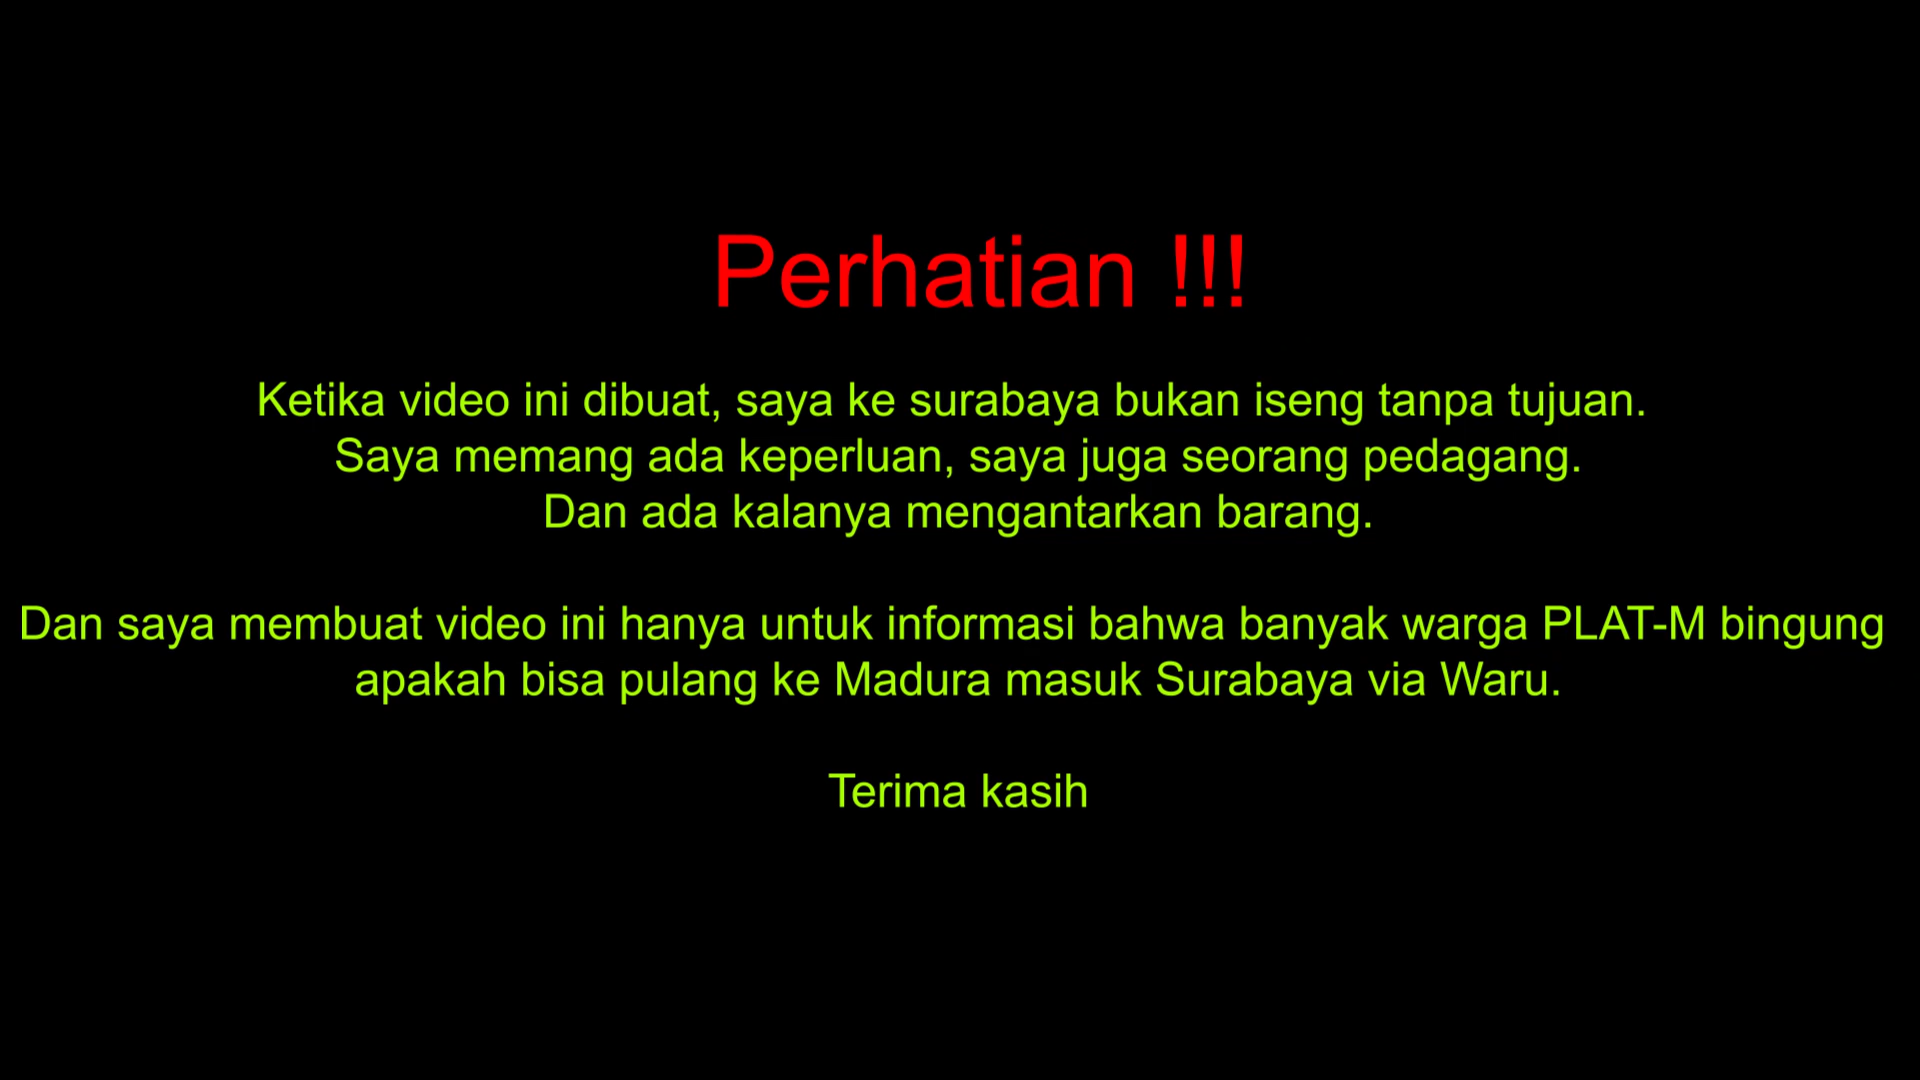 Perhatian !!!
Ketika video ini dibuat, saya ke surabaya bukan iseng tanpa tujuan.
Saya memang ada keperluan, saya juga seorang pedagang.
Dan ada kalanya mengantarkan barang.
Dan saya membuat video ini hanya untuk informasi bahwa banyak warga PLAT-M bingung
apakah bisa pulang ke Madura masuk Surabaya via Waru.
Terima kasih